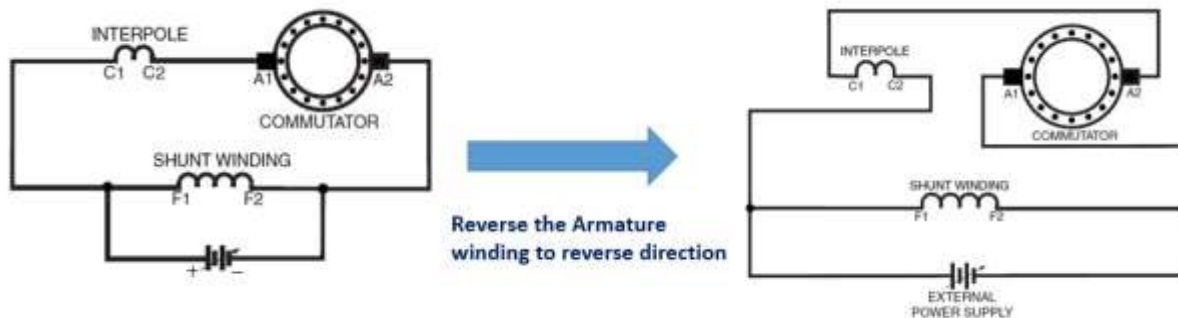 INTERPOLE
C1 C2
A1
A2
COMMUTATOR
SHUNT WINDING
F1
F2
+
−
Reverse the Armature
winding to reverse direction
INTERPOLE
C1
C2
A1
A2
COMMUTATOR
SHUNT WINDING
F1
F2
EXTERNAL
POWER SUPPLY